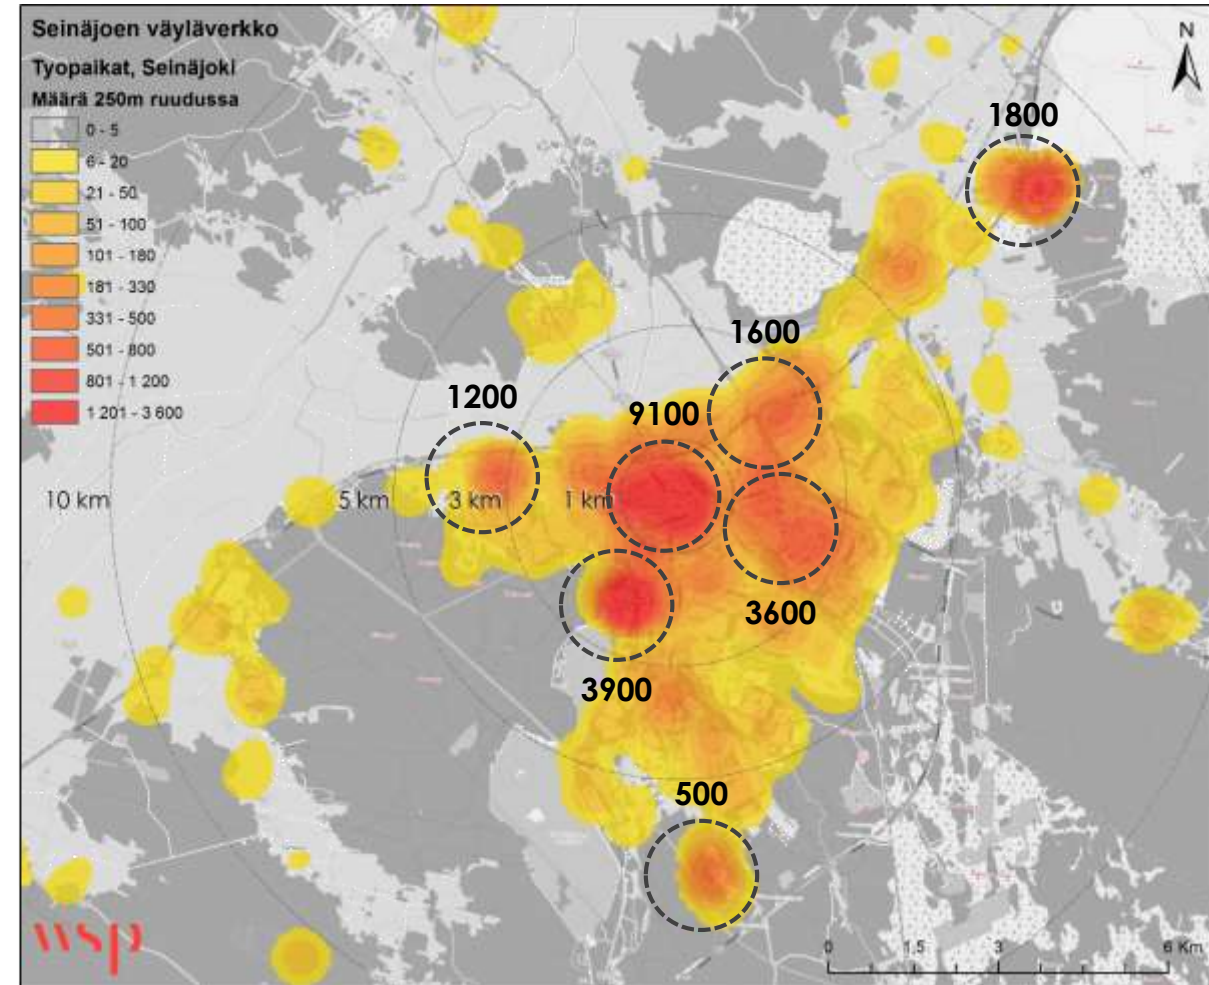 Seinäjoen väyläverkko
Tyopaikat, Seinäjoki
Määrä 250m ruudussa
0 - 5
6 - 20
21 - 50
51 - 100
101 - 180
181 - 330
331 - 500
501 - 800
801 - 1 200
1 201 - 3 600
N
1800
1600
1200
9100
10 km
5 km
3 km
1 km
3600
3900
500
wsp
0 1,5 3 6 Km